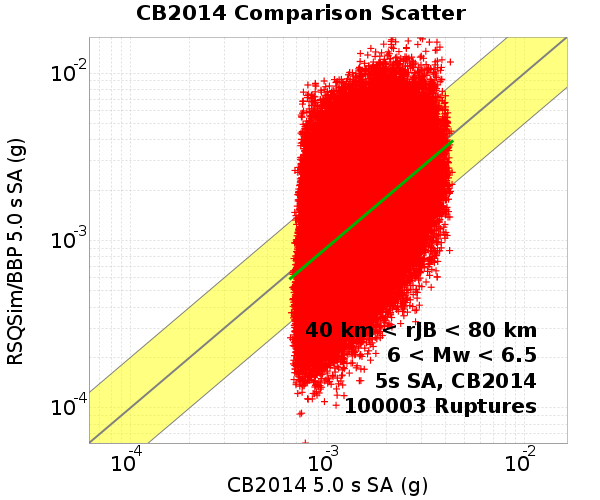 CB2014 Comparison Scatter
RSQSim/BBP 5.0 s SA (g)
10-2
10-3
10-4
40 km < rJB < 80 km
6 < Mw < 6.5
5s SA, CB2014
100003 Ruptures
10-4 10-3 10-2
CB2014 5.0 s SA (g)